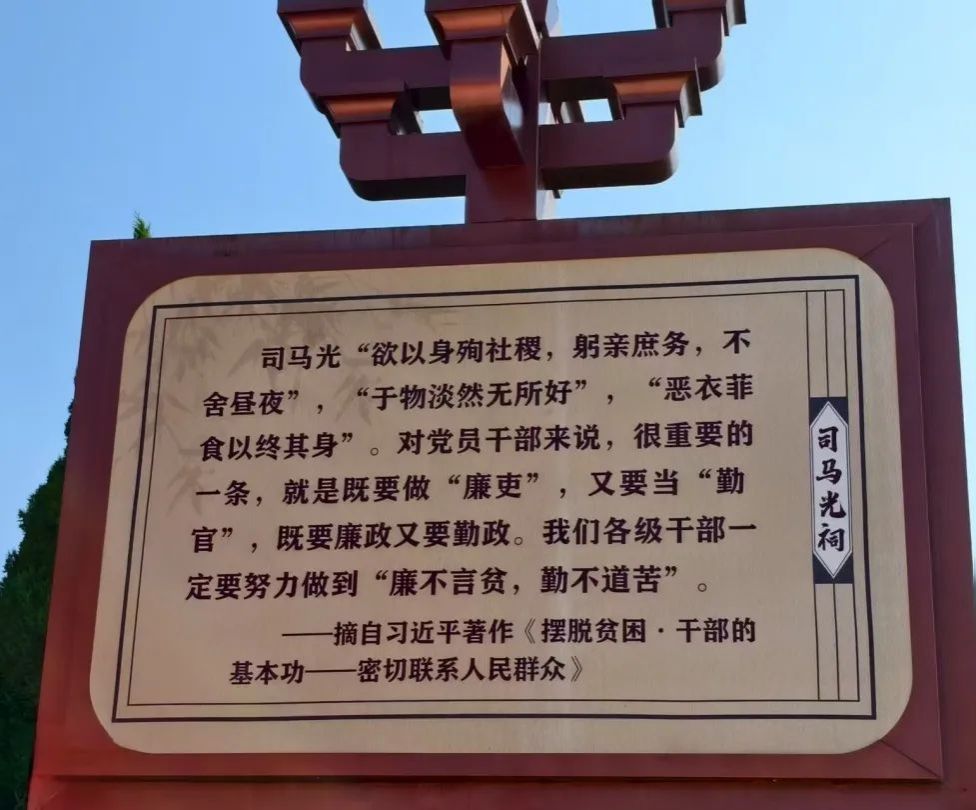 司马光“欲以身殉社稷，躬亲庶务，不
舍昼夜”，“于物淡然无所好”，“恶衣菲
食以终其身”。对党员干部来说，很重要的
一条，就是既要做“廉吏”，又要当“勤
官”，既要廉政又要勤政。我们各级干部一
定要努力做到“廉不言贫，勤不道苦”。
——摘自习近平著作《摆脱贫困·干部的
基本功——密切联系人民群众》
司马光祠